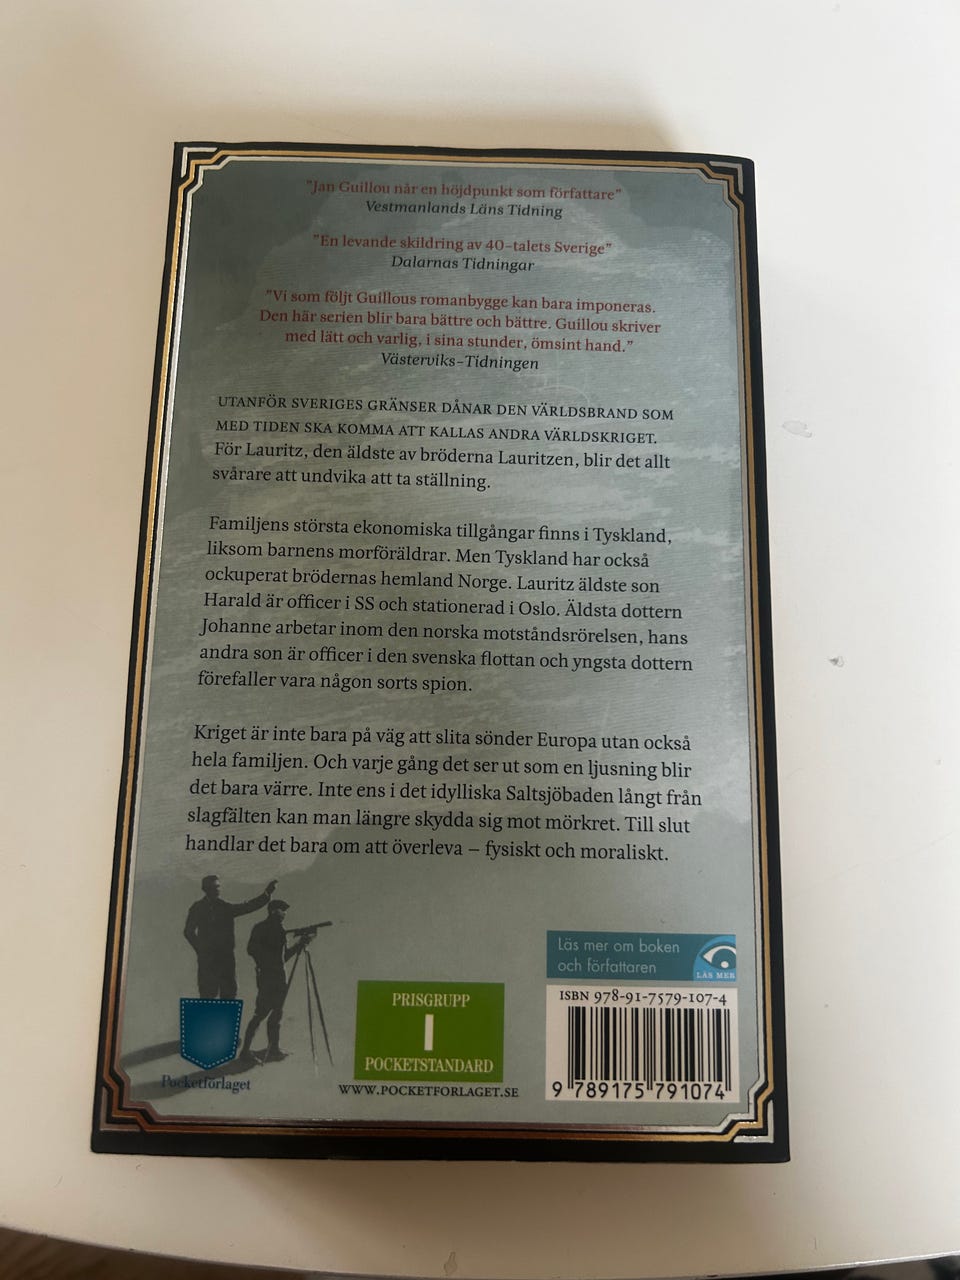 "Jan Guillou når en höjdpunkt som författare"
Vestmanlands Läns Tidning
"En levande skildring av 40-talets Sverige"
Dalarnas Tidningar
"Vi som följt Guillous romanbygge kan bara imponeras.
Den här serien blir bara bättre och bättre. Guillou skriver
med lätt och varlig, i sina stunder, ömsint hand."
Västerviks-Tidningen
UTANFÖR SVERIGES GRÄNSER DÅNAR DEN VÄRLDSBRAND SOM
MED TIDEN SKA KOMMA ATT KALLAS ANDRA VÄRLDSKRIGET.
För Lauritz, den äldste av bröderna Lauritzen, blir det allt
svårare att undvika att ta ställning.
Familjens största ekonomiska tillgångar finns i Tyskland,
liksom barnens morföräldrar. Men Tyskland har också
ockuperat brödernas hemland Norge. Lauritz äldste son
Harald är officer i SS och stationerad i Oslo. Äldsta dottern
Johanne arbetar inom den norska motståndsrörelsen, hans
andra son är officer i den svenska flottan och yngsta dottern
förefaller vara någon sorts spion.
Kriget är inte bara på väg att slita sönder Europa utan också
hela familjen. Och varje gång det ser ut som en ljusning blir
det bara värre. Inte ens i det idylliska Saltsjöbaden långt från
slagfälten kan man längre skydda sig mot mörkret. Till slut
handlar det bara om att överleva – fysiskt och moraliskt.
Läs mer om boken
och författaren
LÄS MER
PRISGRUPP
I
POCKETSTANDARD
ISBN 978-91-7579-107-4
9 789175 791074
Pocketförlaget
WWW.POCKETFORLAGET.SE